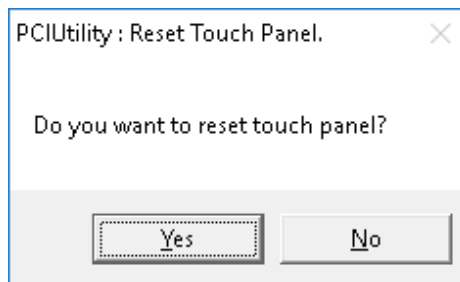 PCIUtility : Reset Touch Panel.
Do you want to reset touch panel?
Yes
No